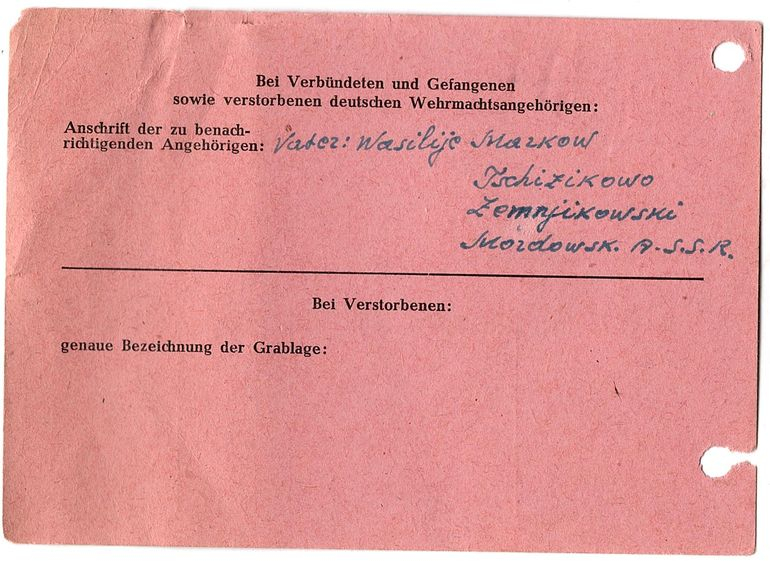 Bei Verbündeten und Gefangenen
sowie verstorbenen deutschen Wehrmachtsangehörigen:
Anschrift der zu benach-
richtigenden Angehörigen: Vater: Wasilije Markow
Tschizikowo
Zemnjikowski
Mordowsk. A-S.S.R.
Bei Verstorbenen:
genaue Bezeichnung der Grablage: